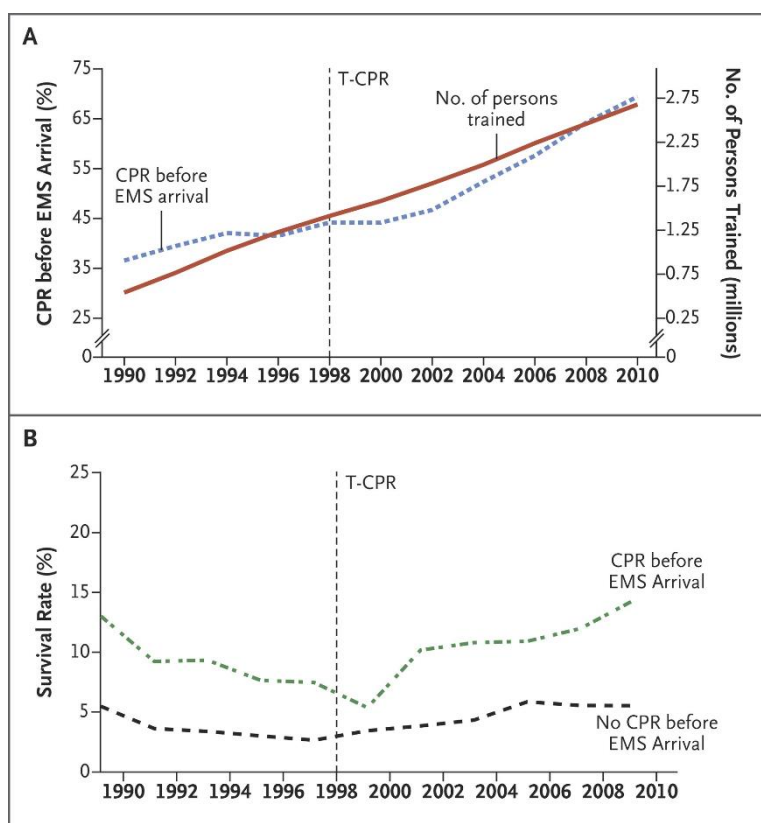 A
75
65
55
45
35
25
0
CPR before EMS Arrival (%)
T-CPR
CPR before
EMS arrival
No. of persons
trained
2.75
2.25
1.75
1.25
0.75
0.25
0
No. of Persons
Trained (millions)
1990 1992 1994 1996 1998 2000 2002 2004 2006 2008 2010
B
25
20
15
10
5
0
Survival Rate (%)
T-CPR
CPR before
EMS Arrival
No CPR before
EMS Arrival
1990 1992 1994 1996 1998 2000 2002 2004 2006 2008 2010